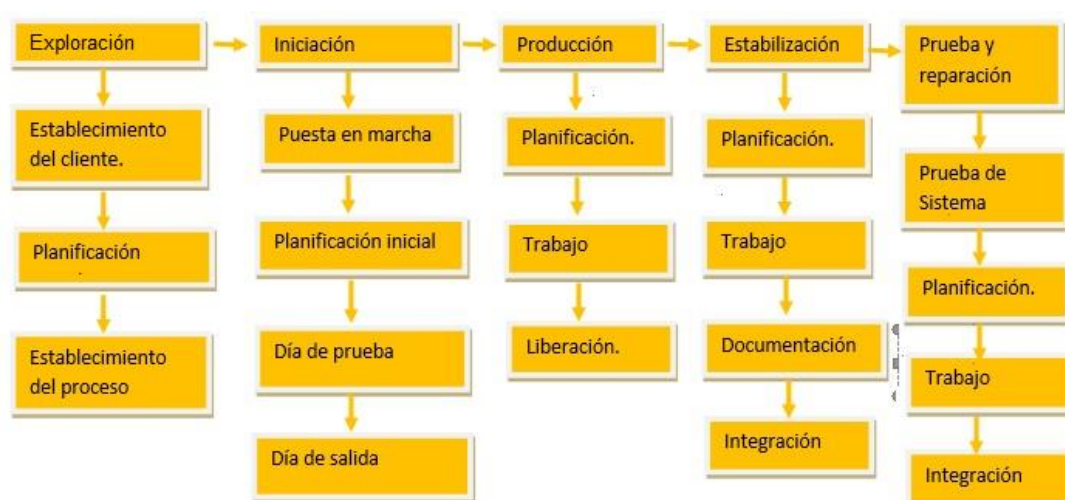 Exploración
Establecimiento
del cliente.
Planificación
Establecimiento
del proceso
Iniciación
Puesta en marcha
Planificación inicial
Día de prueba
Día de salida
Producción
Planificación.
Trabajo
Liberación.
Estabilización
Planificación.
Trabajo
Documentación
Integración
Prueba y
reparación
Prueba de
Sistema
Planificación.
Trabajo
Integración